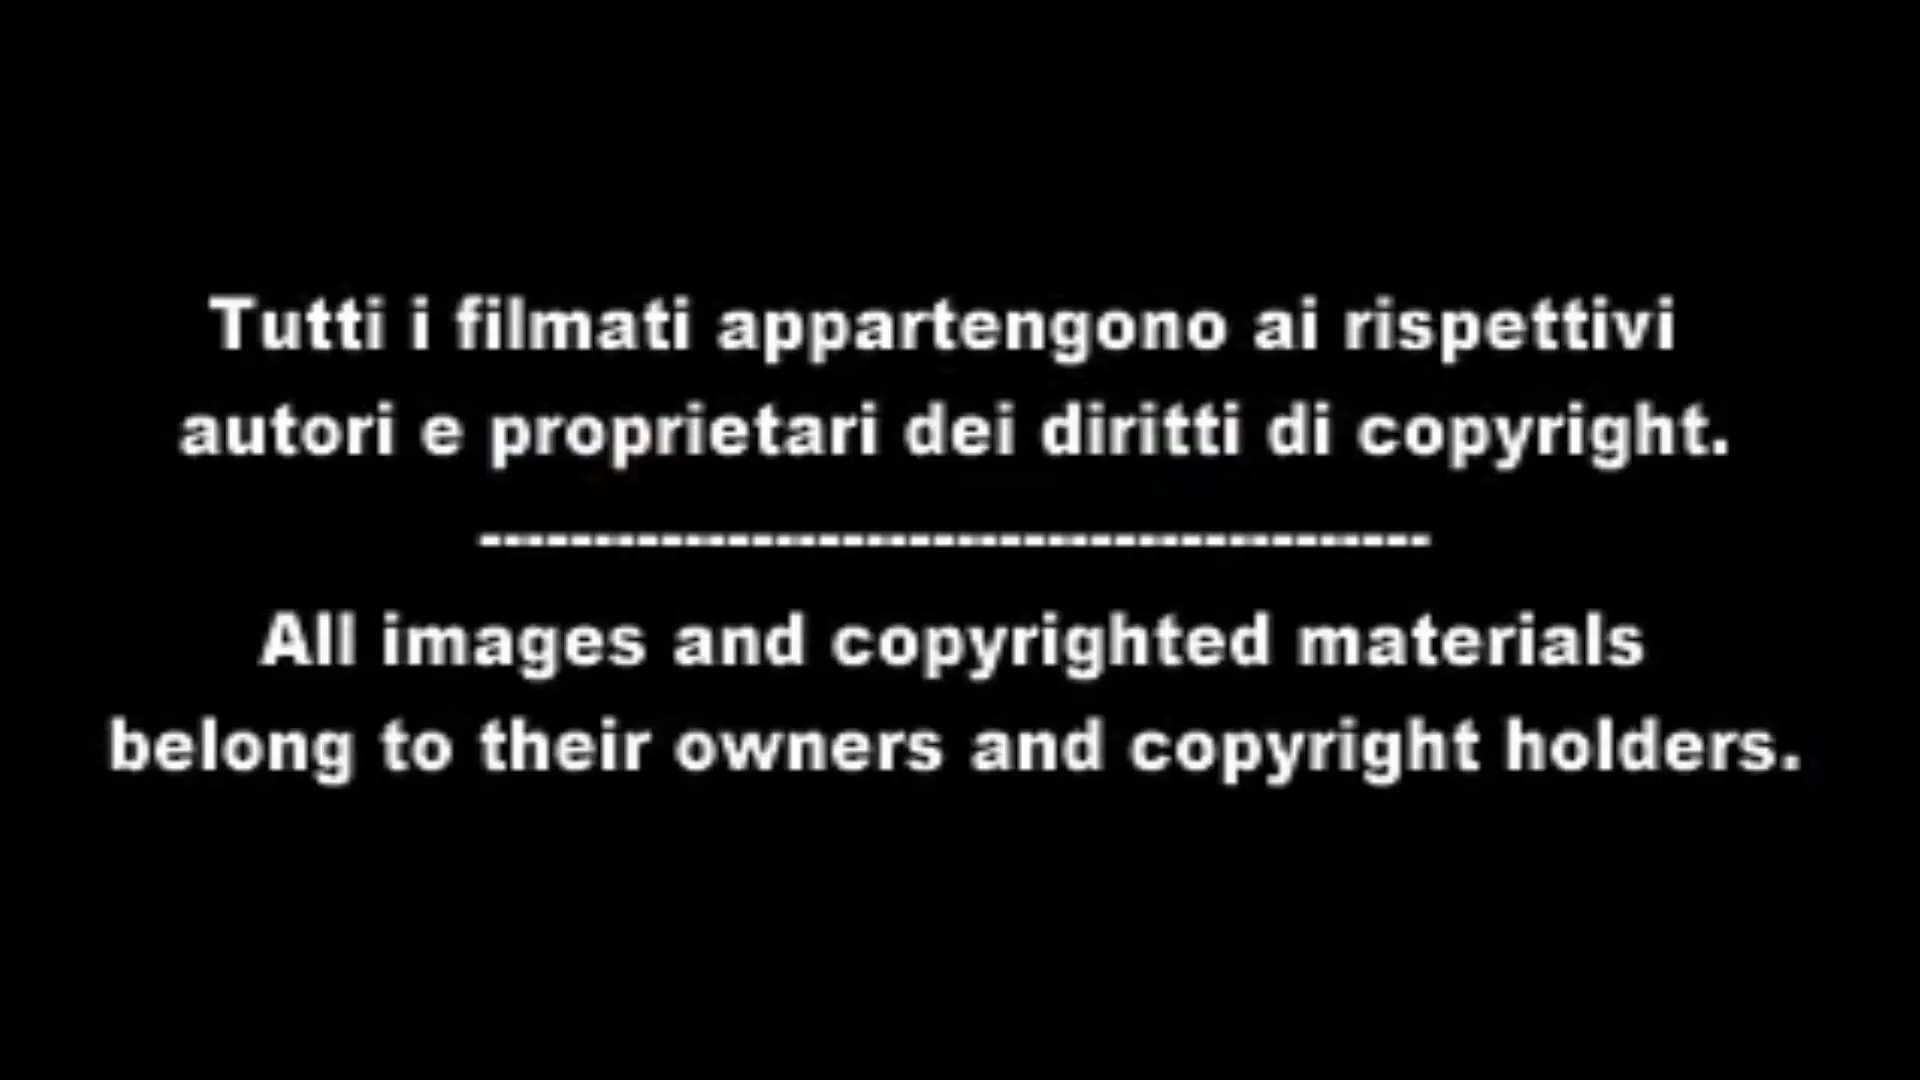 Tutti i filmati appartengono ai rispettivi
autori e proprietari dei diritti di copyright.
------------------------------------------
All images and copyrighted materials
belong to their owners and copyright holders.